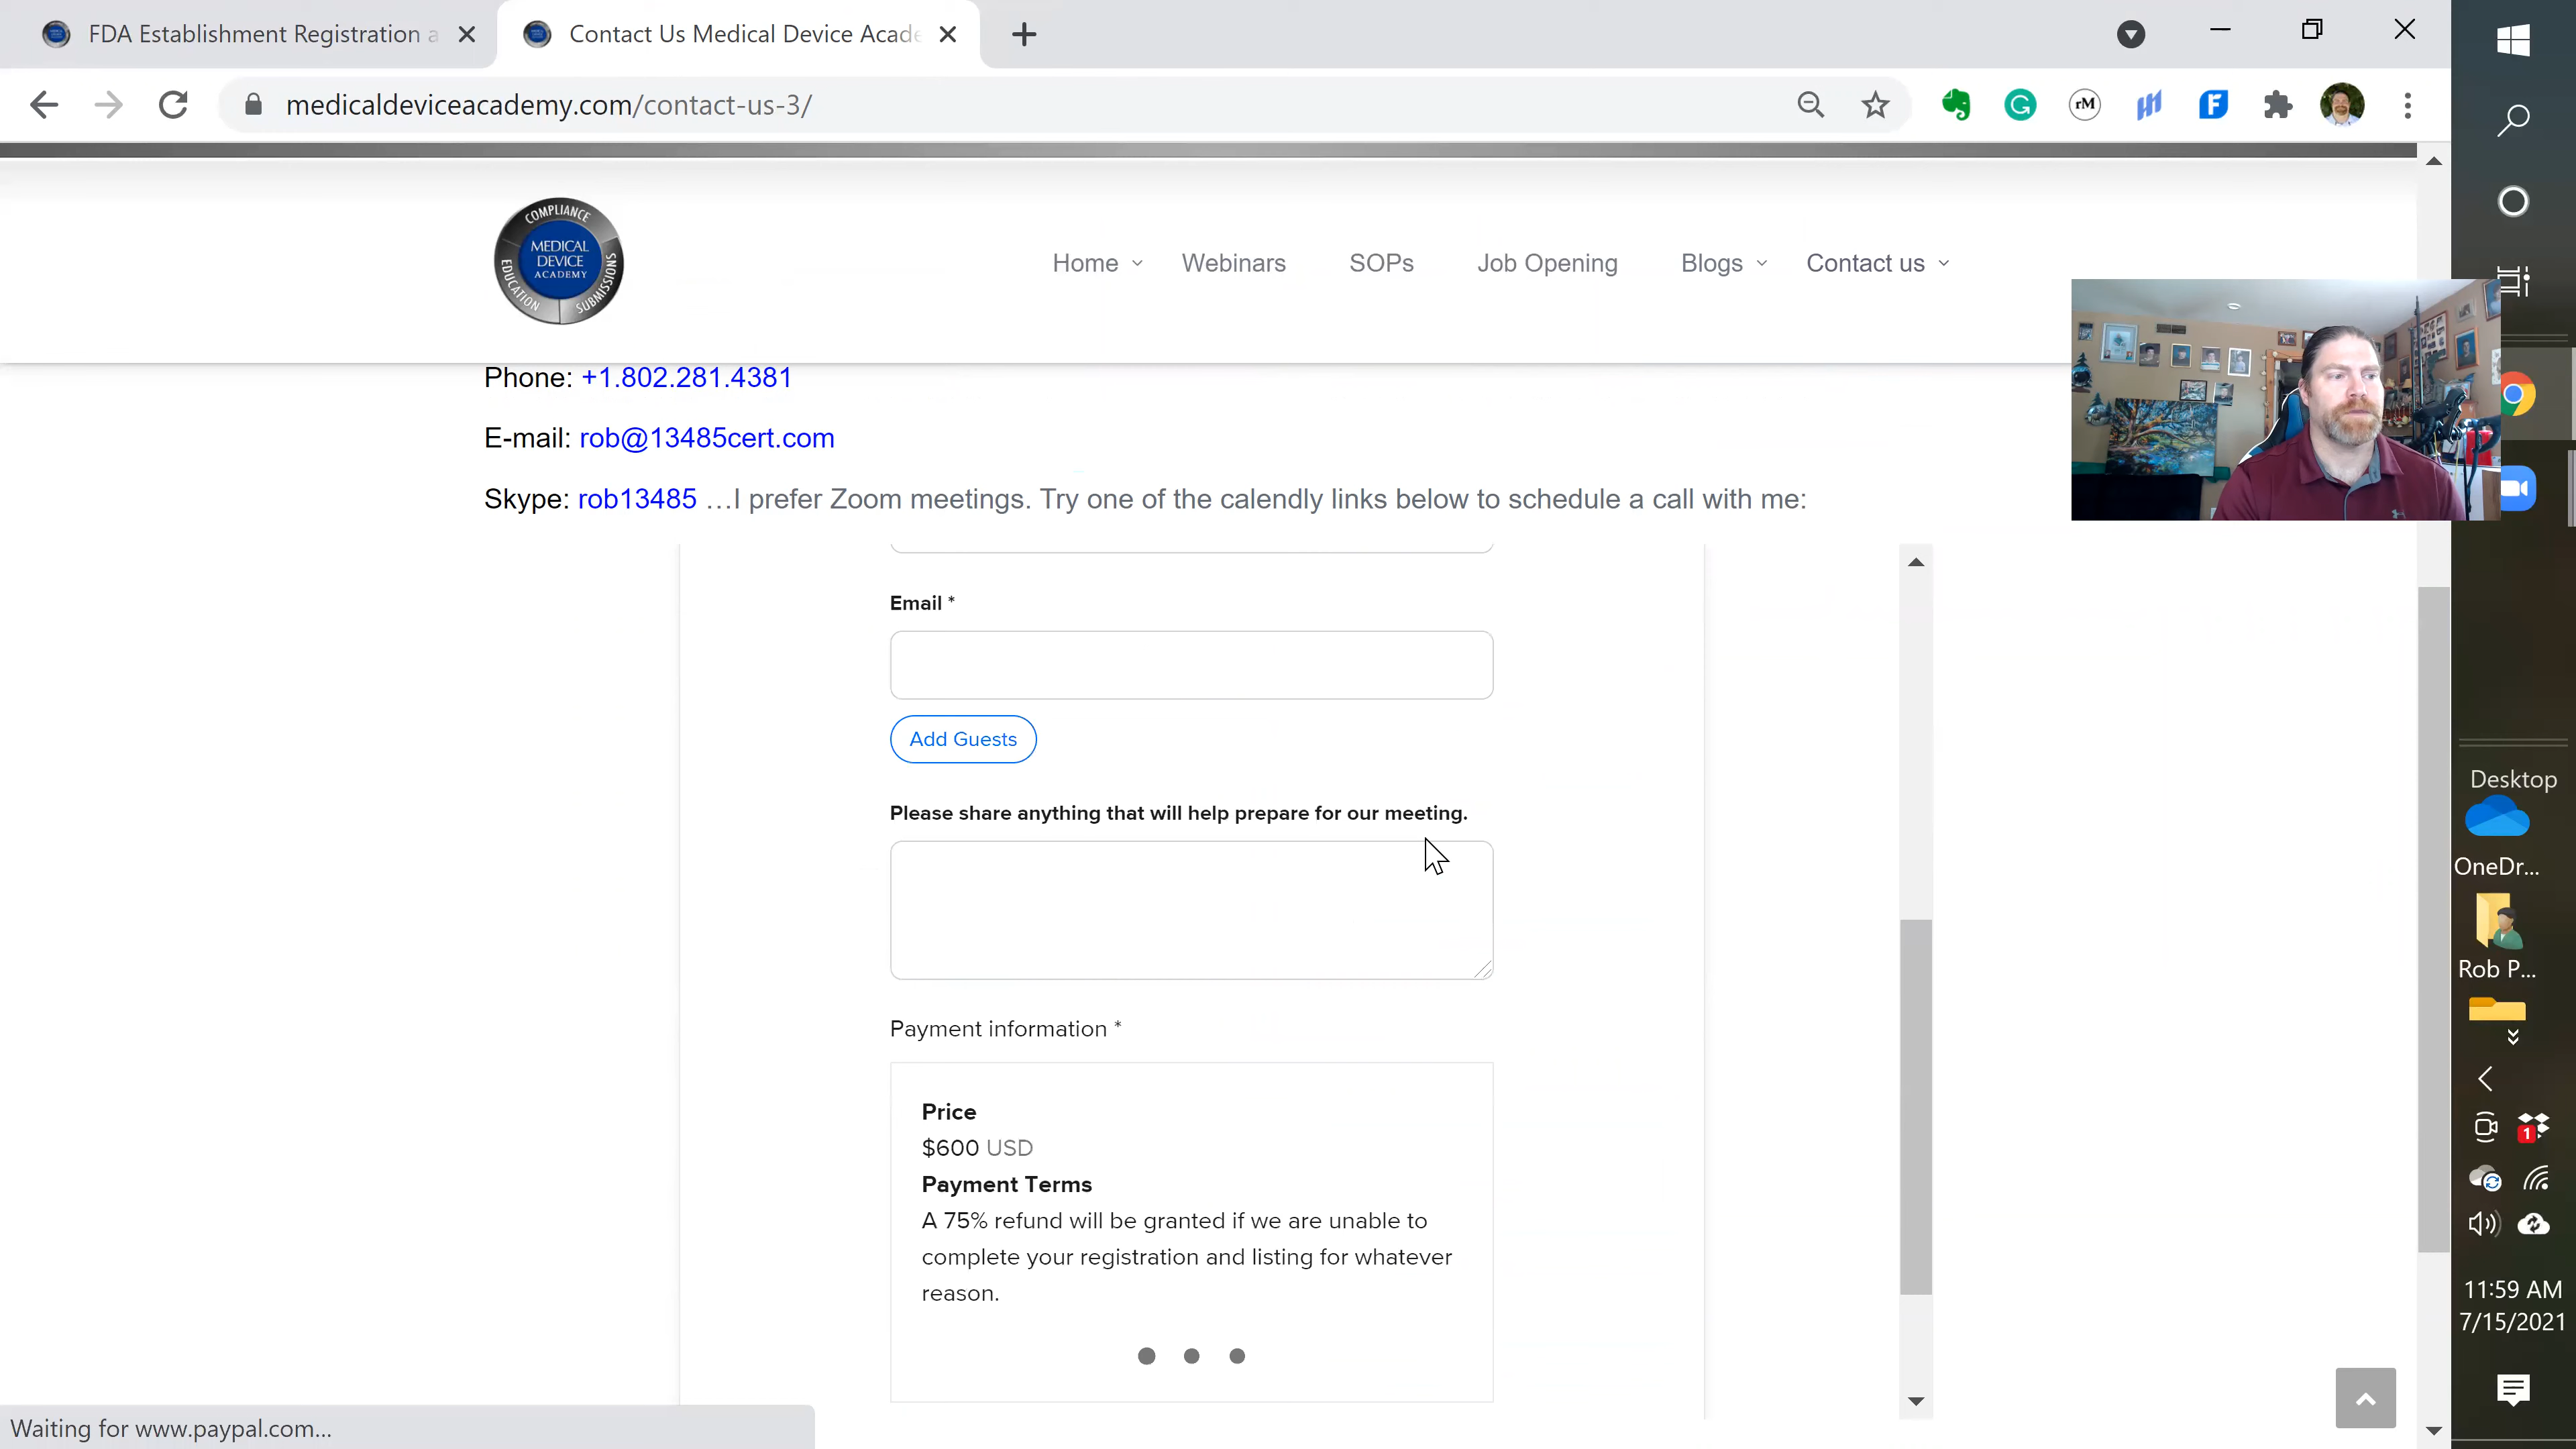 FDA Establishment Registration a
Contact Us Medical Device Acade
medicaldeviceacademy.com/contact-us-3/
rM
COMPLIANCE
MEDICAL
DEVICE
ACADEMY
EDUCATION
SUBMISSIONS
Home
Webinars
SOPs
Job Opening
Blogs
Contact us
Phone: +1.802.281.4381
E-mail: rob@13485cert.com
Skype: rob13485 …I prefer Zoom meetings. Try one of the calendly links below to schedule a call with me:
Email *
Add Guests
Please share anything that will help prepare for our meeting.
Payment information *
Price
$600 USD
Payment Terms
A 75% refund will be granted if we are unable to
complete your registration and listing for whatever
reason.
Waiting for www.paypal.com...
Desktop
OneDr...
Rob P...
1
11:59 AM
7/15/2021